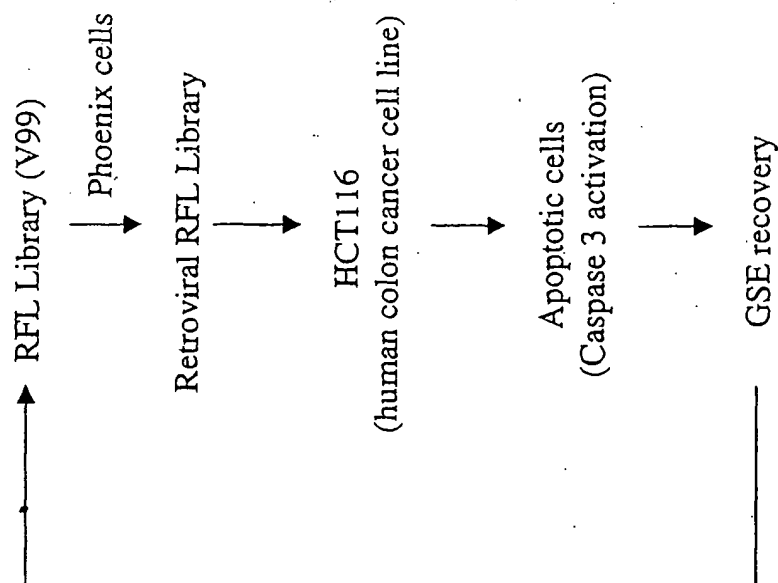 RFL Library (V99)
Phoenix cells
Retroviral RFL Library
HCT116
(human colon cancer cell line)
Apoptotic cells
(Caspase 3 activation)
GSE recovery